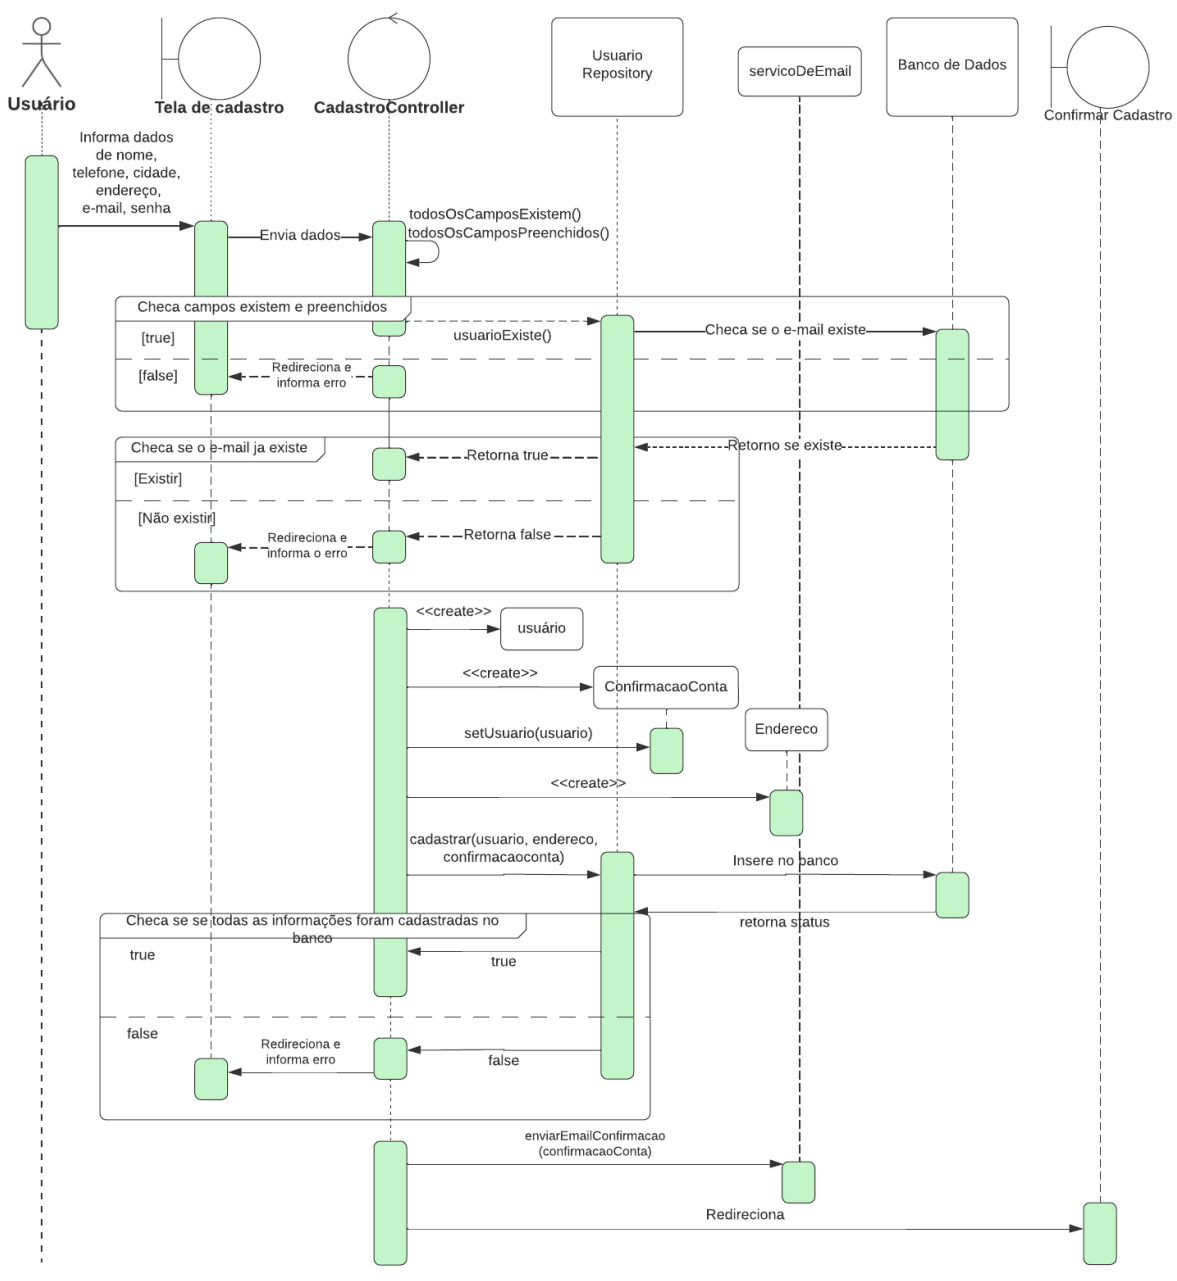 Usuário
Tela de cadastro
CadastroController
Usuario
Repository
servicoDeEmail
Banco de Dados
Confirmar Cadastro
Informa dados
de nome,
telefone, cidade,
endereço,
e-mail, senha
Envia dados
todosOsCamposExistem()
todosOsCamposPreenchidos()
Checa campos existem e preenchidos
[true]
usuarioExiste()
Checa se o e-mail existe
[false]
Redireciona e
informa erro
Checa se o e-mail ja existe
Retorno se existe
Retorna true
[Existir]
[Não existir]
Retorna false
Redireciona e
informa o erro
<<create>>
usuário
<<create>>
ConfirmacaoConta
setUsuario(usuario)
Endereco
<<create>>
cadastrar(usuario, endereco,
confirmacaoconta)
Insere no banco
retorna status
Checa se se todas as informações foram cadastradas no
banco
true
true
false
Redireciona e
informa erro
false
enviarEmailConfirmacao
(confirmacaoConta)
Redireciona